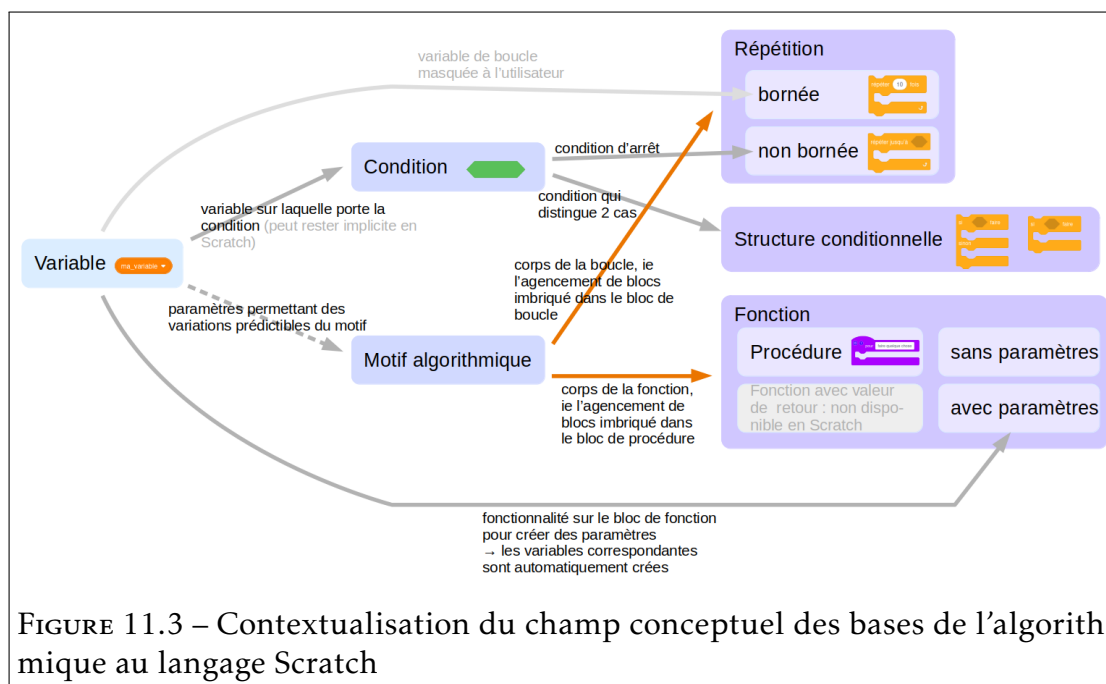 variable de boucle
masquée à l'utilisateur
Répétition
bornée
répéter 10 fois
non bornée
répéter jusqu'à
Condition
condition d'arrêt
condition qui
distingue 2 cas
variable sur laquelle porte la
condition (peut rester implicite en
Scratch)
Structure conditionnelle
Variable
ma_variable
corps de la boucle, ie
l'agencement de blocs
imbriqué dans le bloc de
boucle
paramètres permettant des
variations prédictibles du motif
Motif algorithmique
Fonction
Procédure
sans paramètres
Fonction avec valeur
de retour : non dispo-
nible en Scratch
avec paramètres
corps de la fonction,
ie l'agencement de
blocs imbriqué dans
le bloc de procédure
fonctionnalité sur le bloc de fonction
pour créer des paramètres
→ les variables correspondantes
sont automatiquement crées
FIGURE 11.3 – Contextualisation du champ conceptuel des bases de l'algorith
mique au langage Scratch